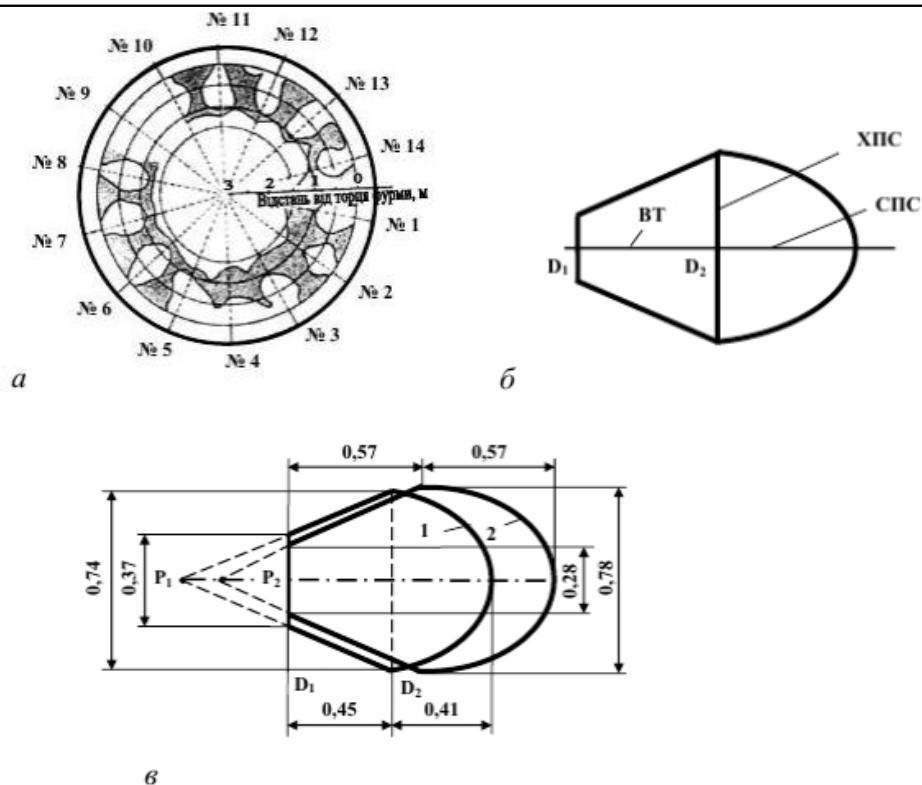 № 11
№ 10
№ 12
№ 9
№ 13
№ 8
№ 14
3 2 1 0
Відстань від торця фурми, м
№ 7
№ 1
№ 6
№ 2
№ 5
№ 3
№ 4
а
ХПС
ВТ
СПС
D₁
D₂
б
0,57
0,57
1
2
0,74
0,37
P₁
P₂
0,28
0,78
D₁
D₂
0,45
0,41
в